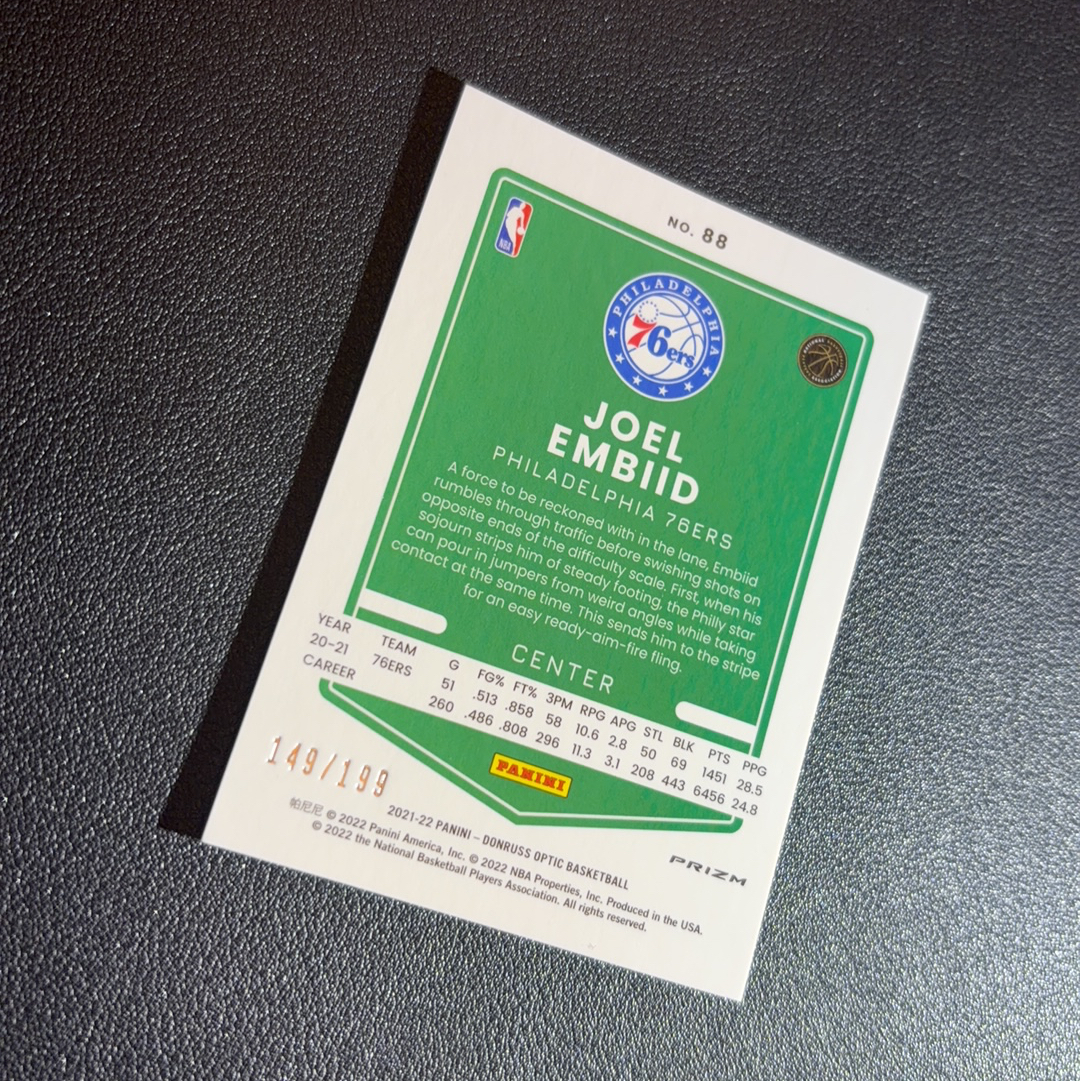 NO. 88
NBA
PHILADELPHIA
76ers
NATIONAL BASKETBALL
ASSOCIATION
JOEL
EMBIID
PHILADELPHIA 76ERS
A force to be reckoned with in the lane, Embiid
rumbles through traffic before swishing shots on
opposite ends of the difficulty scale. First, when his
sojourn strips him of steady footing, the Philly star
can pour in jumpers from weird angles while taking
contact at the same time. This sends him to the stripe
for an easy ready-aim-fire fling.
CENTER
YEAR TEAM G FG% FT% 3PM RPG APG STL BLK PTS PPG
20-21 76ERS 51 .513 .858 58 10.6 2.8 50 69 1451 28.5
CAREER 260 .486 .808 296 11.3 3.1 208 443 6456 24.8
PANINI
149/199
2021-22 PANINI – DONRUSS OPTIC BASKETBALL
帕尼尼 © 2022 Panini America, Inc. © 2022 NBA Properties, Inc. Produced in the USA.
© 2022 the National Basketball Players Association. All rights reserved.
PRIZM